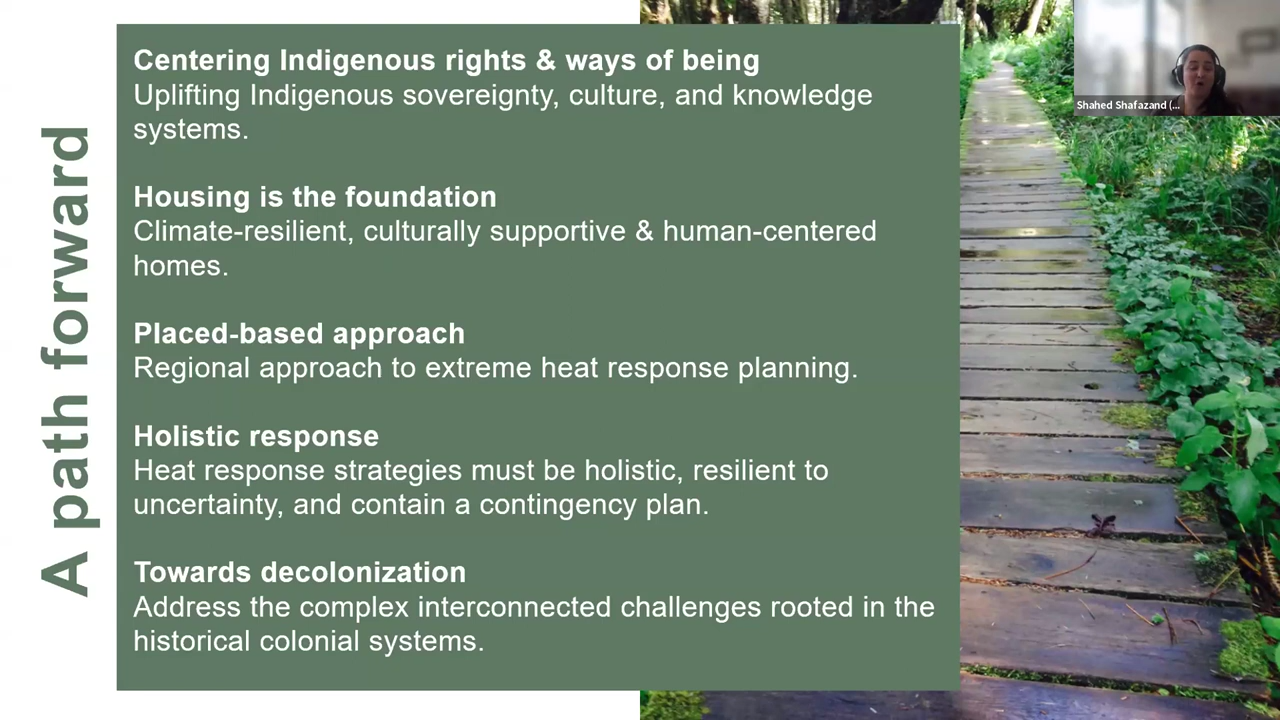 A path forward
Centering Indigenous rights & ways of being
Uplifting Indigenous sovereignty, culture, and knowledge
systems.
Housing is the foundation
Climate-resilient, culturally supportive & human-centered
homes.
Placed-based approach
Regional approach to extreme heat response planning.
Holistic response
Heat response strategies must be holistic, resilient to
uncertainty, and contain a contingency plan.
Towards decolonization
Address the complex interconnected challenges rooted in the
historical colonial systems.
Shahed Shafazand (...